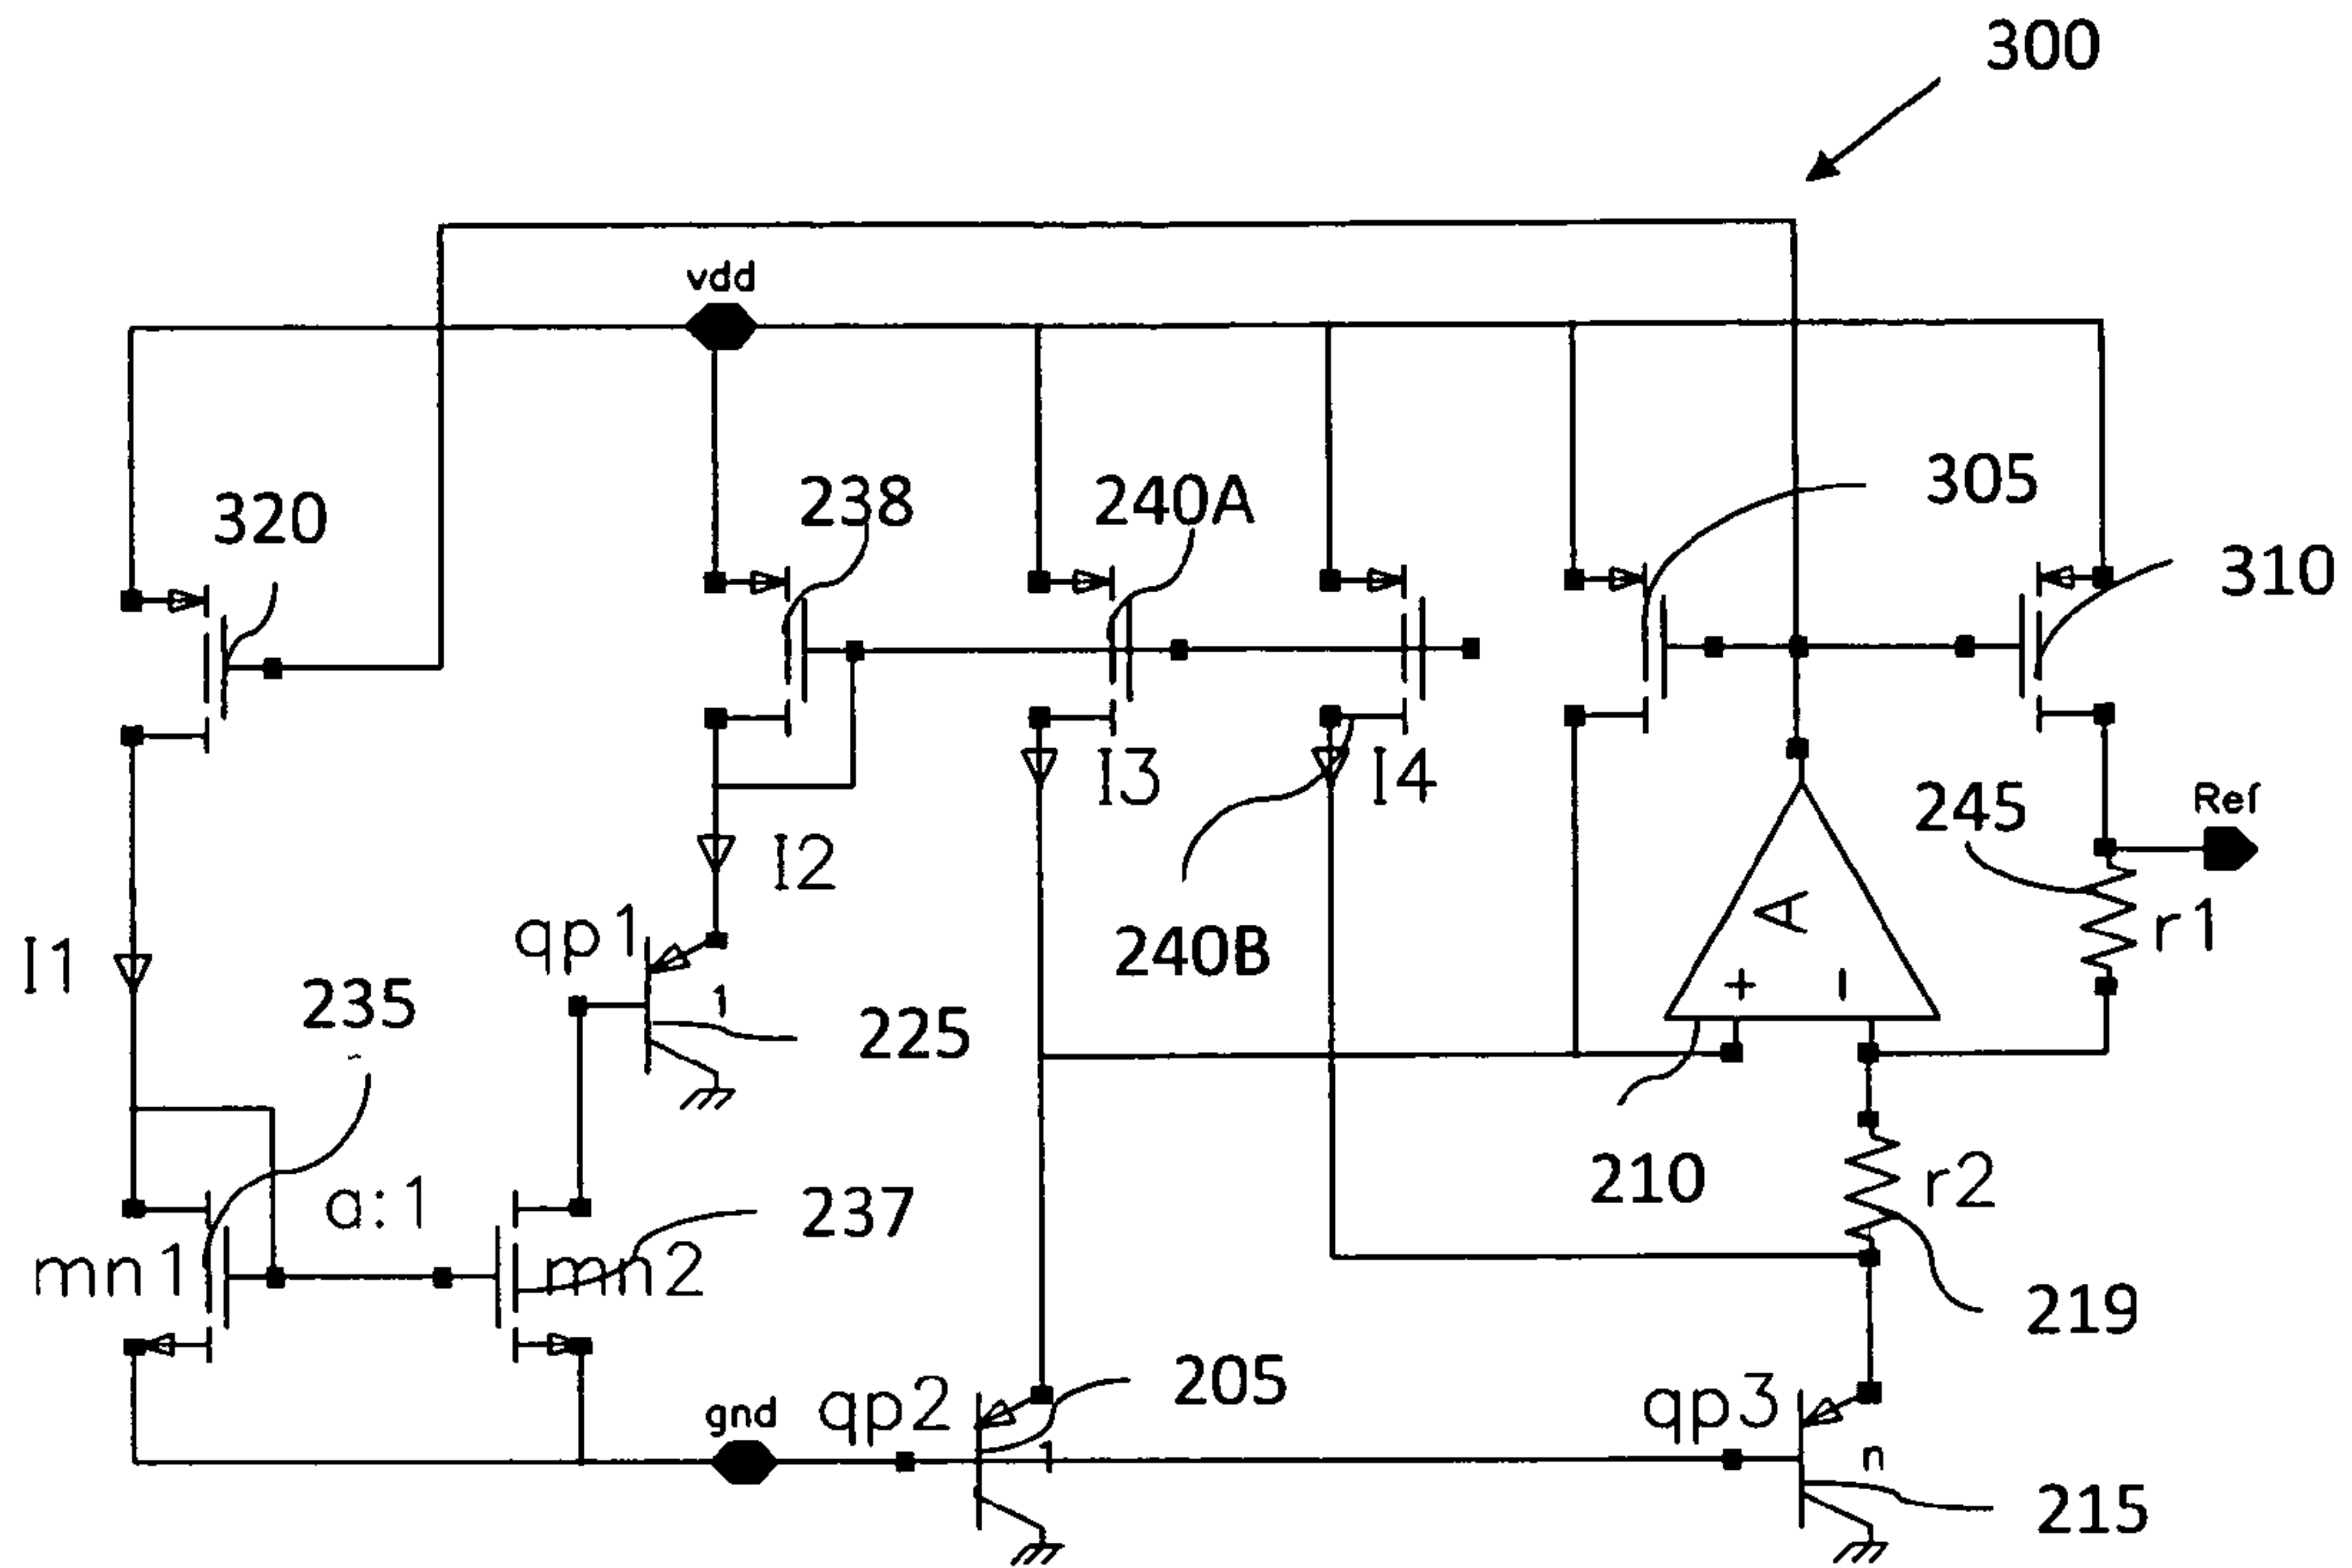 300
vdd
320
238
240A
305
310
I3
I4
245
Ref
I2
A
r1
qp1
I1
240B
235
+
-
1
225
210
r2
a:1
237
mn1
mn2
219
205
qp2
gnd
qp3
1
n
215